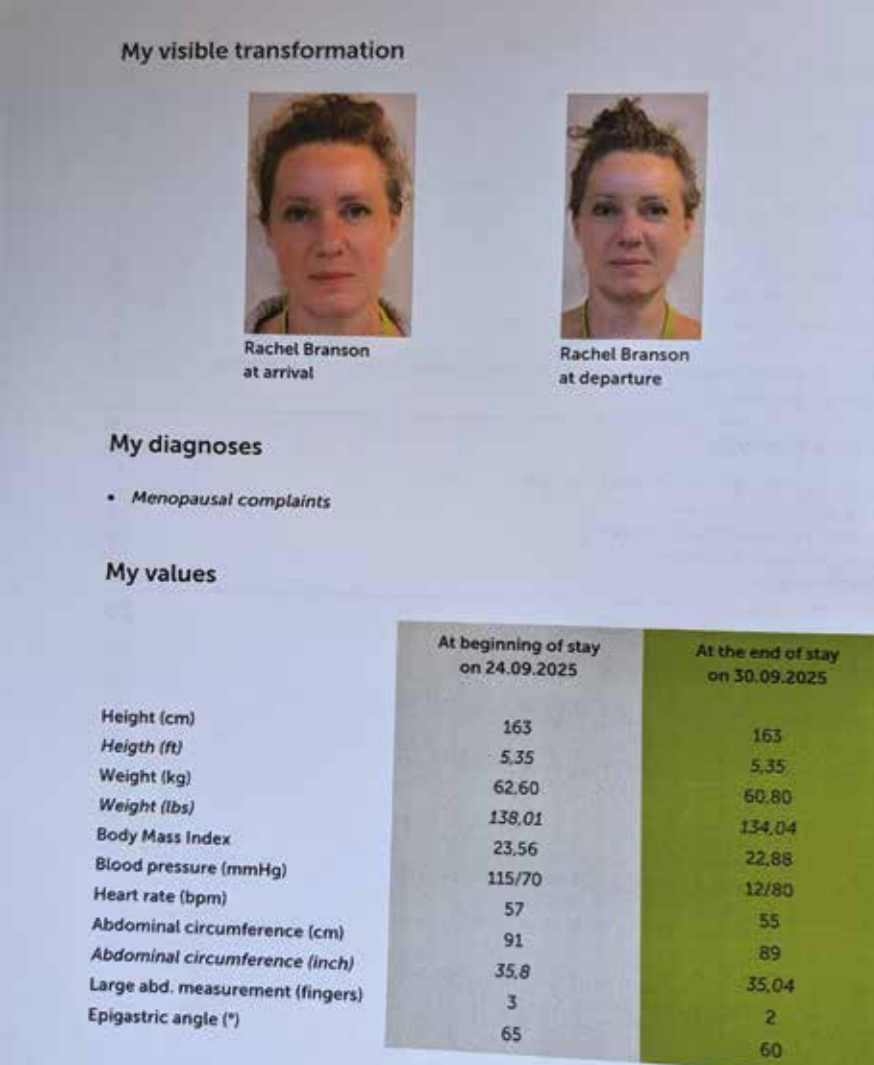 My visible transformation
Rachel Branson
at arrival
Rachel Branson
at departure
My diagnoses
• Menopausal complaints
My values
At beginning of stay
on 24.09.2025
At the end of stay
on 30.09.2025
Height (cm) 163 163
Heigth (ft) 5,35 5,35
Weight (kg) 62,60 60,80
Weight (lbs) 138,01 134,04
Body Mass Index 23,56 22,88
Blood pressure (mmHg) 115/70 12/80
Heart rate (bpm) 57 55
Abdominal circumference (cm) 91 89
Abdominal circumference (inch) 35,8 35,04
Large abd. measurement (fingers) 3 2
Epigastric angle (°) 65 60